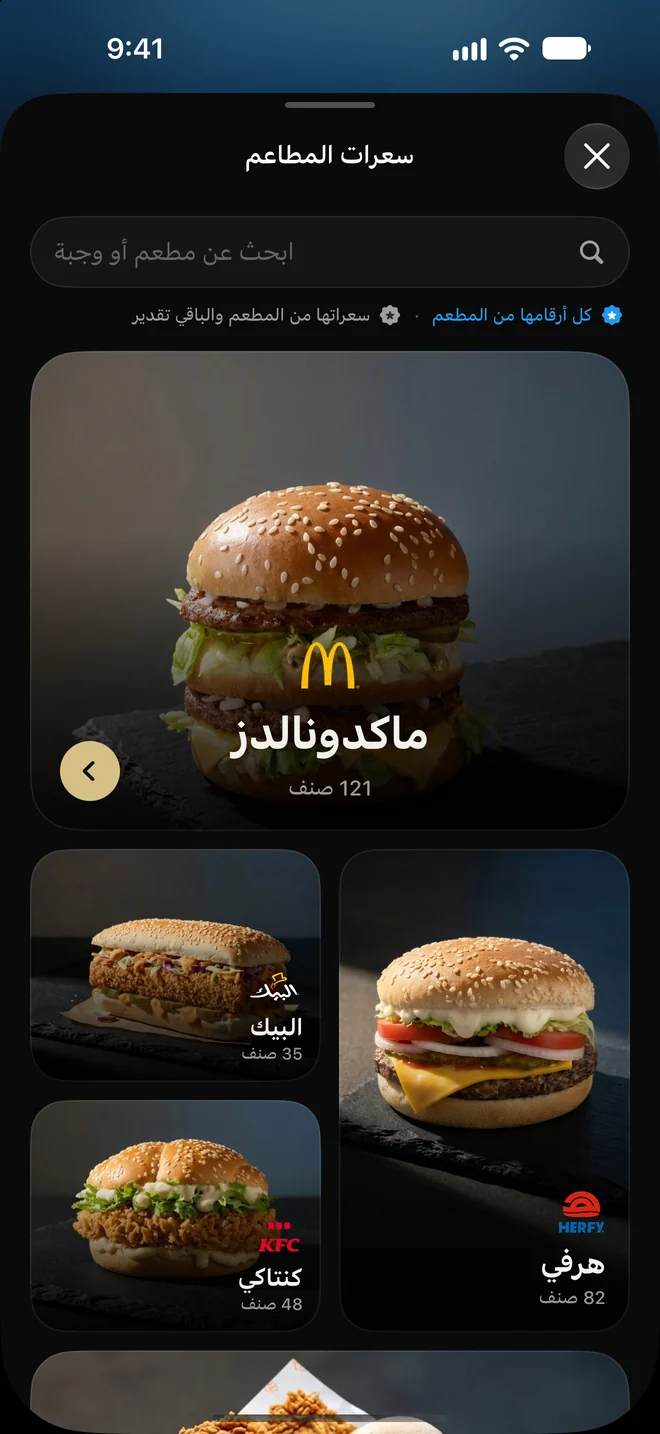 9:41
سعرات المطاعم
ابحث عن مطعم أو وجبة
كل أرقامها من المطعم · سعراتها من المطعم والباقي تقدير
ماكدونالدز
121 صنف
البيك
البيك
35 صنف
HERFY
هرفي
82 صنف
KFC
كنتاكي
48 صنف